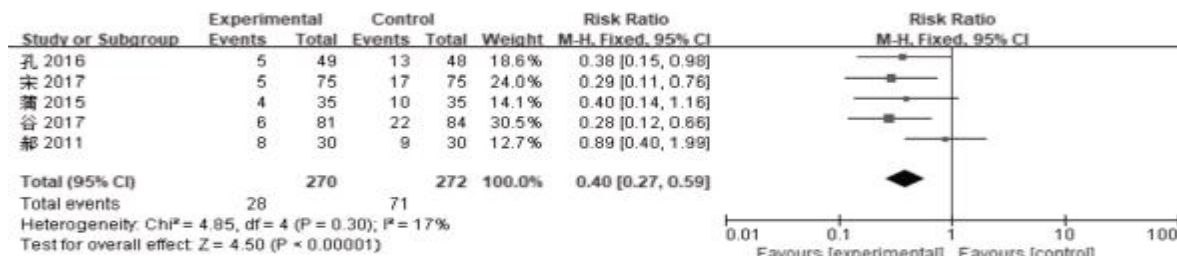 Experimental Control Risk Ratio Risk Ratio
Study or Subgroup Events Total Events Total Weight M-H, Fixed, 95% CI M-H, Fixed, 95% CI
孔 2016 5 49 13 48 18.6% 0.38 [0.15, 0.98]
宋 2017 5 75 17 75 24.0% 0.29 [0.11, 0.76]
蒲 2015 4 35 10 35 14.1% 0.40 [0.14, 1.16]
谷 2017 6 81 22 84 30.5% 0.28 [0.12, 0.66]
郝 2011 8 30 9 30 12.7% 0.89 [0.40, 1.99]
Total (95% CI) 270 272 100.0% 0.40 [0.27, 0.59]
Total events 28 71
Heterogeneity: Chi² = 4.85, df = 4 (P = 0.30); I² = 17%
Test for overall effect: Z = 4.50 (P < 0.00001)
0.01 0.1 1 10 100
Favours [experimental] Favours [control]